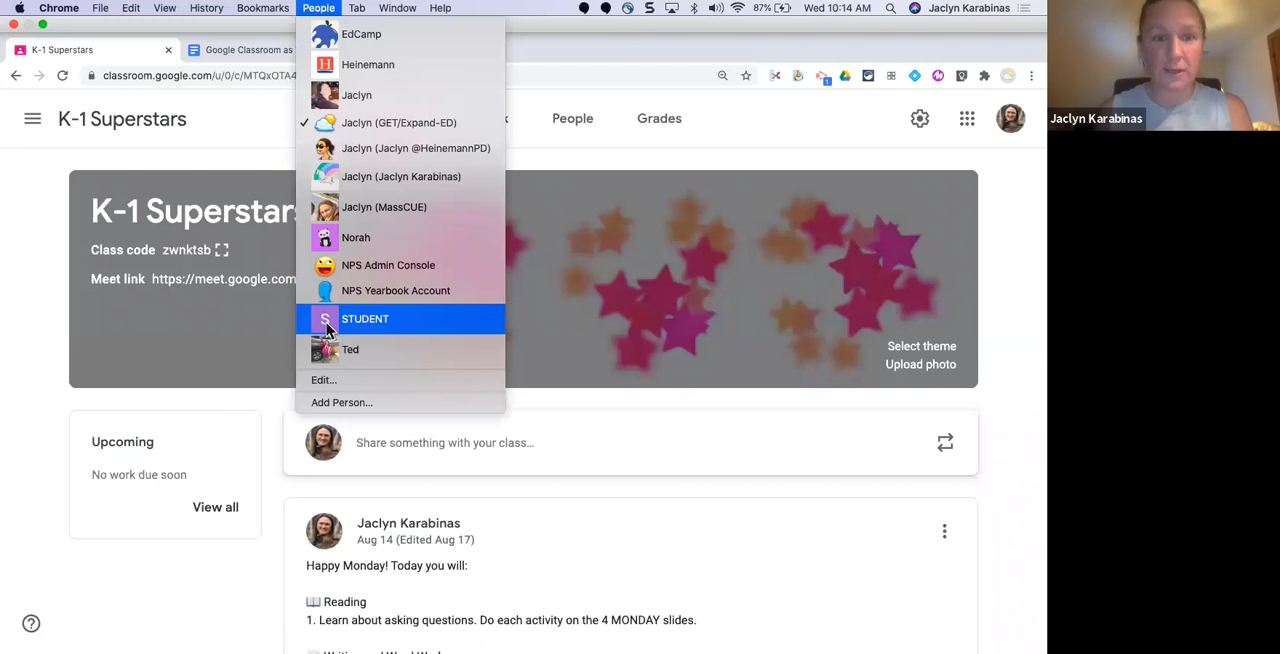 Chrome File Edit View History Bookmarks People Tab Window Help 87% Wed 10:14 AM Jaclyn Karabinas
K-1 Superstars Google Classroom as
classroom.google.com/u/0/c/MTQxOTA4 1
K-1 Superstars People Grades
EdCamp
Heinemann
Jaclyn
Jaclyn (GET/Expand-ED)
Jaclyn (Jaclyn @HeinemannPD)
Jaclyn (Jaclyn Karabinas)
Jaclyn (MassCUE)
Norah
NPS Admin Console
NPS Yearbook Account
S STUDENT
Ted
Edit...
Add Person...
K-1 Superstars
Class code zwnktsb
Meet link https://meet.google.com
Select theme
Upload photo
Upcoming
No work due soon
View all
Share something with your class...
Jaclyn Karabinas
Aug 14 (Edited Aug 17)
Happy Monday! Today you will:
📖 Reading
1. Learn about asking questions. Do each activity on the 4 MONDAY slides.
Jaclyn Karabinas